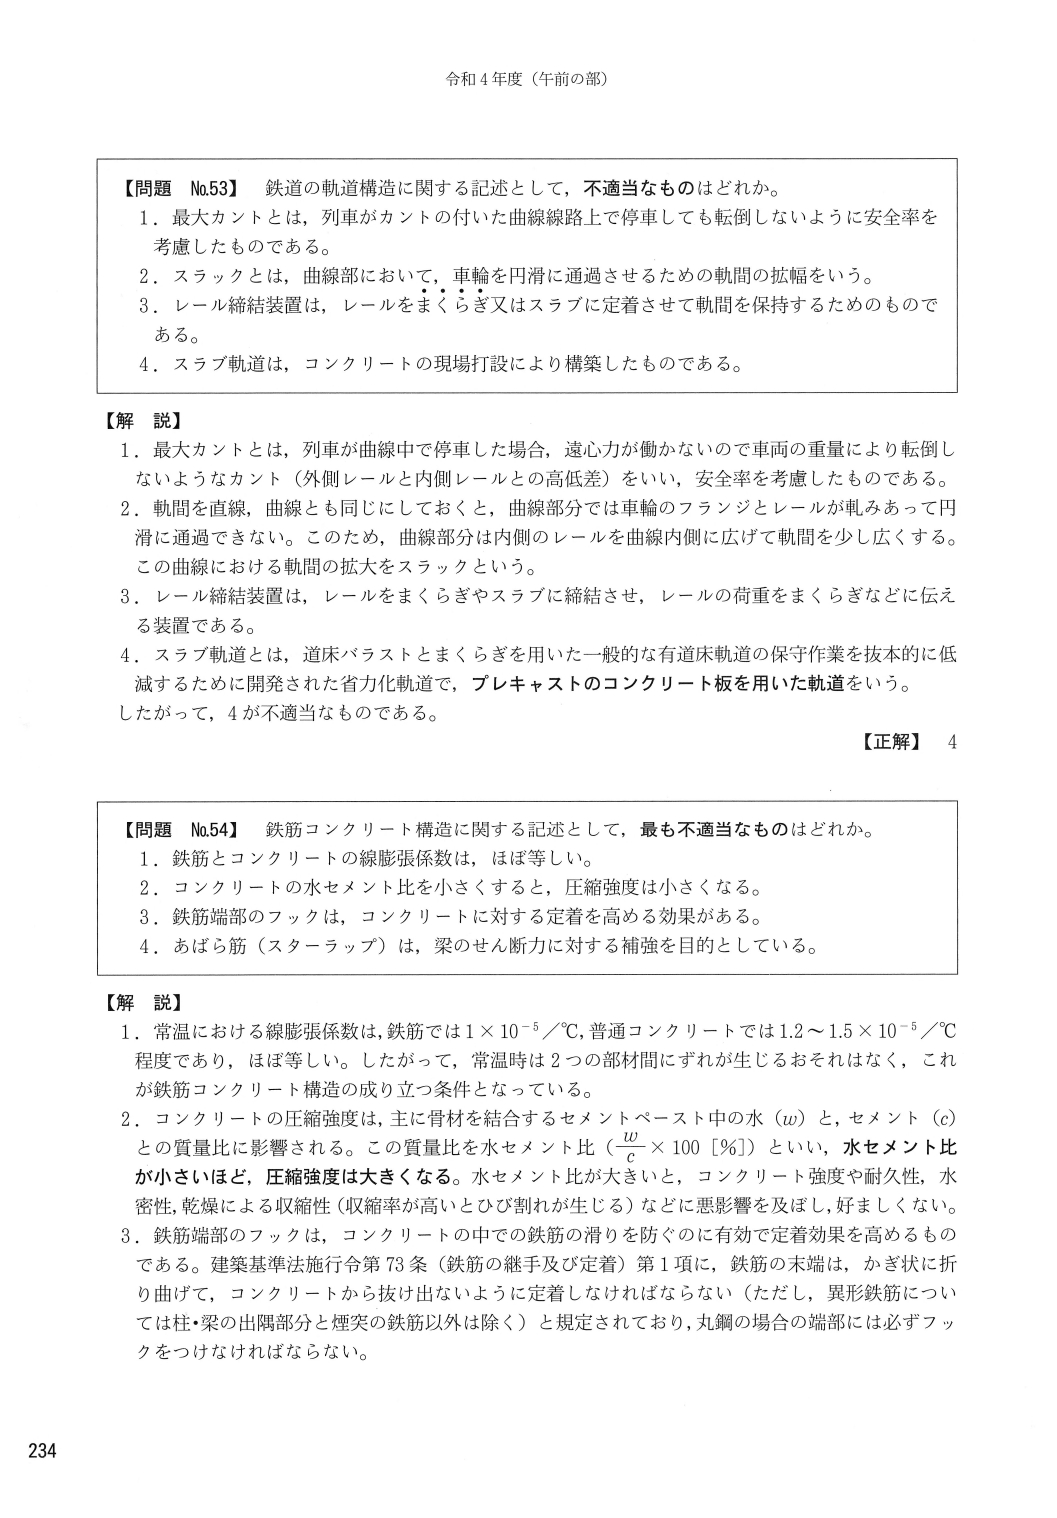 令和4年度（午前の部）
【問題　No.53】　鉄道の軌道構造に関する記述として，不適当なものはどれか。
1．最大カントとは，列車がカントの付いた曲線線路上で停車しても転倒しないように安全率を
考慮したものである。
2．スラックとは，曲線部において，車輪を円滑に通過させるための軌間の拡幅をいう。
3．レール締結装置は，レールをまくらぎ又はスラブに定着させて軌間を保持するためのもので
ある。
4．スラブ軌道は，コンクリートの現場打設により構築したものである。
【解　説】
1．最大カントとは，列車が曲線中で停車した場合，遠心力が働かないので車両の重量により転倒し
ないようなカント（外側レールと内側レールとの高低差）をいい，安全率を考慮したものである。
2．軌間を直線，曲線とも同じにしておくと，曲線部分では車輪のフランジとレールが軋みあって円
滑に通過できない。このため，曲線部分は内側のレールを曲線内側に広げて軌間を少し広くする。
この曲線における軌間の拡大をスラックという。
3．レール締結装置は，レールをまくらぎやスラブに締結させ，レールの荷重をまくらぎなどに伝え
る装置である。
4．スラブ軌道とは，道床バラストとまくらぎを用いた一般的な有道床軌道の保守作業を抜本的に低
減するために開発された省力化軌道で，プレキャストのコンクリート板を用いた軌道をいう。
したがって，4が不適当なものである。
【正解】　4
【問題　No.54】　鉄筋コンクリート構造に関する記述として，最も不適当なものはどれか。
1．鉄筋とコンクリートの線膨張係数は，ほぼ等しい。
2．コンクリートの水セメント比を小さくすると，圧縮強度は小さくなる。
3．鉄筋端部のフックは，コンクリートに対する定着を高める効果がある。
4．あばら筋（スターラップ）は，梁のせん断力に対する補強を目的としている。
【解　説】
1．常温における線膨張係数は，鉄筋では1×10⁻⁵／℃，普通コンクリートでは1.2～1.5×10⁻⁵／℃
程度であり，ほぼ等しい。したがって，常温時は2つの部材間にずれが生じるおそれはなく，これ
が鉄筋コンクリート構造の成り立つ条件となっている。
2．コンクリートの圧縮強度は，主に骨材を結合するセメントペースト中の水（w）と，セメント（c）
との質量比に影響される。この質量比を水セメント比（w/c×100［％］）といい，水セメント比
が小さいほど，圧縮強度は大きくなる。水セメント比が大きいと，コンクリート強度や耐久性，水
密性，乾燥による収縮性（収縮率が高いとひび割れが生じる）などに悪影響を及ぼし，好ましくない。
3．鉄筋端部のフックは，コンクリートの中での鉄筋の滑りを防ぐのに有効で定着効果を高めるもの
である。建築基準法施行令第73条（鉄筋の継手及び定着）第1項に，鉄筋の末端は，かぎ状に折
り曲げて，コンクリートから抜け出ないように定着しなければならない（ただし，異形鉄筋につい
ては柱・梁の出隅部分と煙突の鉄筋以外は除く）と規定されており，丸鋼の場合の端部には必ずフッ
クをつけなければならない。
234